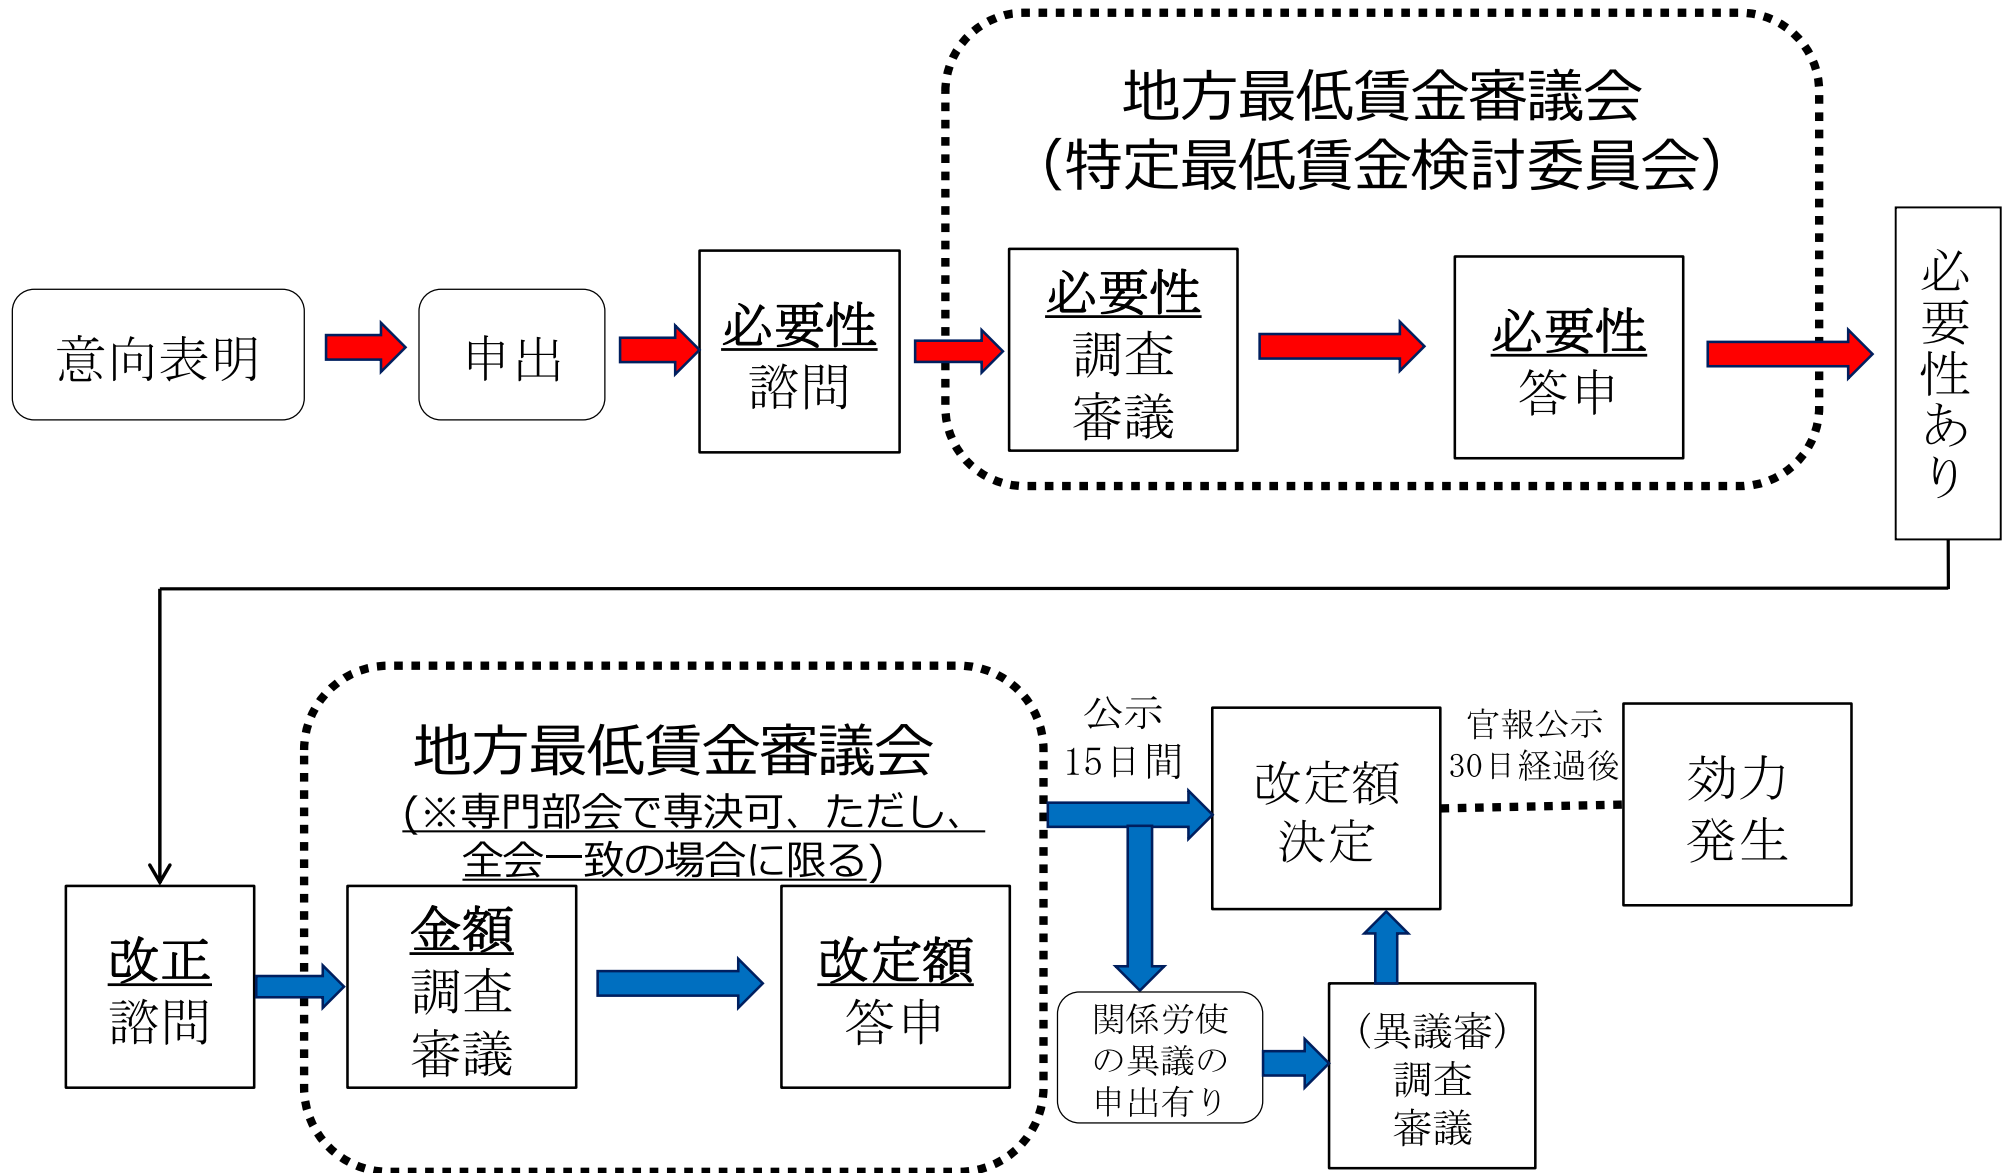 地方最低賃金審議会
（特定最低賃金検討委員会）
意向表明
申出
必要性
諮問
必要性
調査
審議
必要性
答申
必要性あり
地方最低賃金審議会
(※専門部会で専決可、ただし、
全会一致の場合に限る)
改正
諮問
金額
調査
審議
改定額
答申
公示
15日間
改定額
決定
官報公示
30日経過後
効力
発生
関係労使
の異議の
申出有り
（異議審）
調査
審議